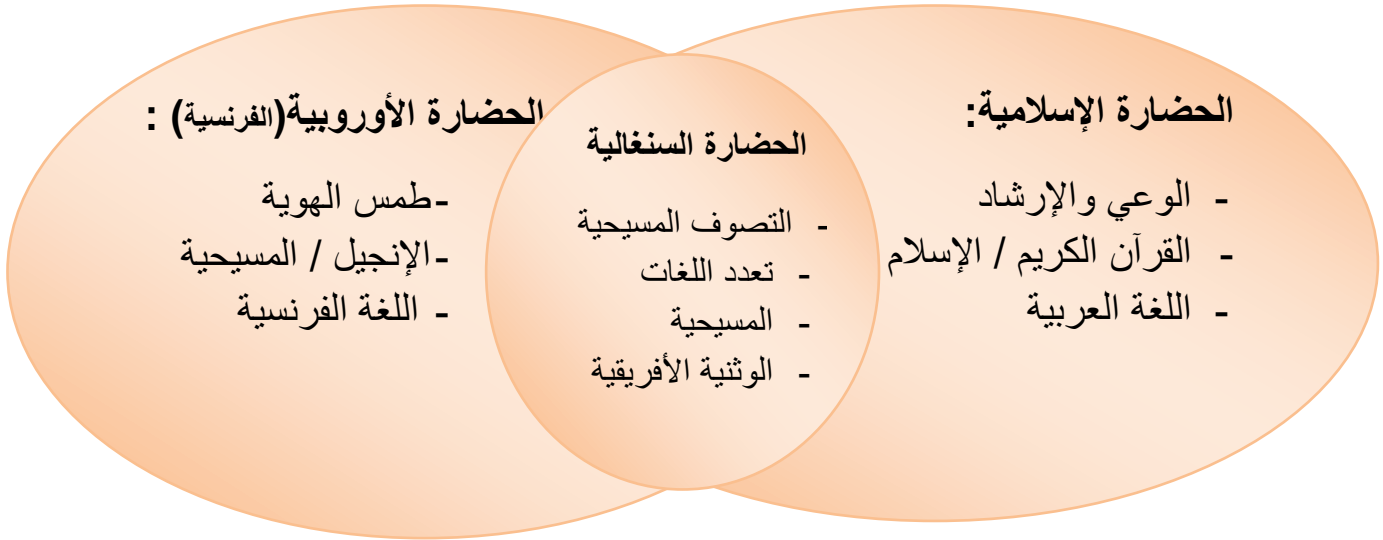 الحضارة الإسلامية:
- الوعي والإرشاد
- القرآن الكريم / الإسلام
- اللغة العربية
الحضارة السنغالية
- التصوف المسيحية
- تعدد اللغات
- المسيحية
- الوثنية الأفريقية
الحضارة الأوروبية(الفرنسية) :
-طمس الهوية
-الإنجيل / المسيحية
- اللغة الفرنسية